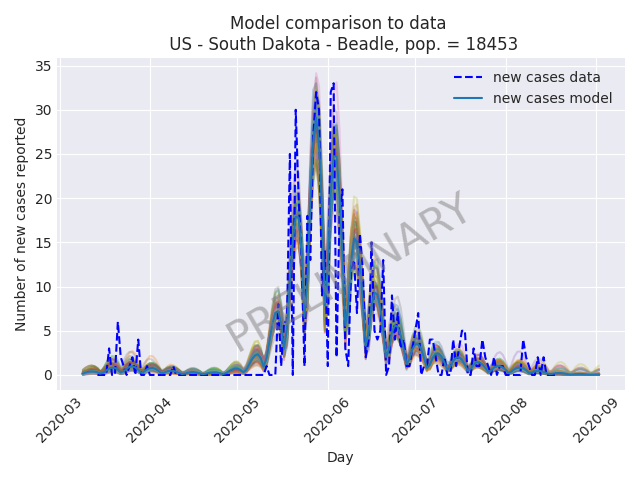 Model comparison to data
US - South Dakota - Beadle, pop. = 18453
35
30
25
20
15
10
5
0
Number of new cases reported
new cases data
new cases model
PRELIMINARY
2020-03
2020-04
2020-05
2020-06
2020-07
2020-08
2020-09
Day